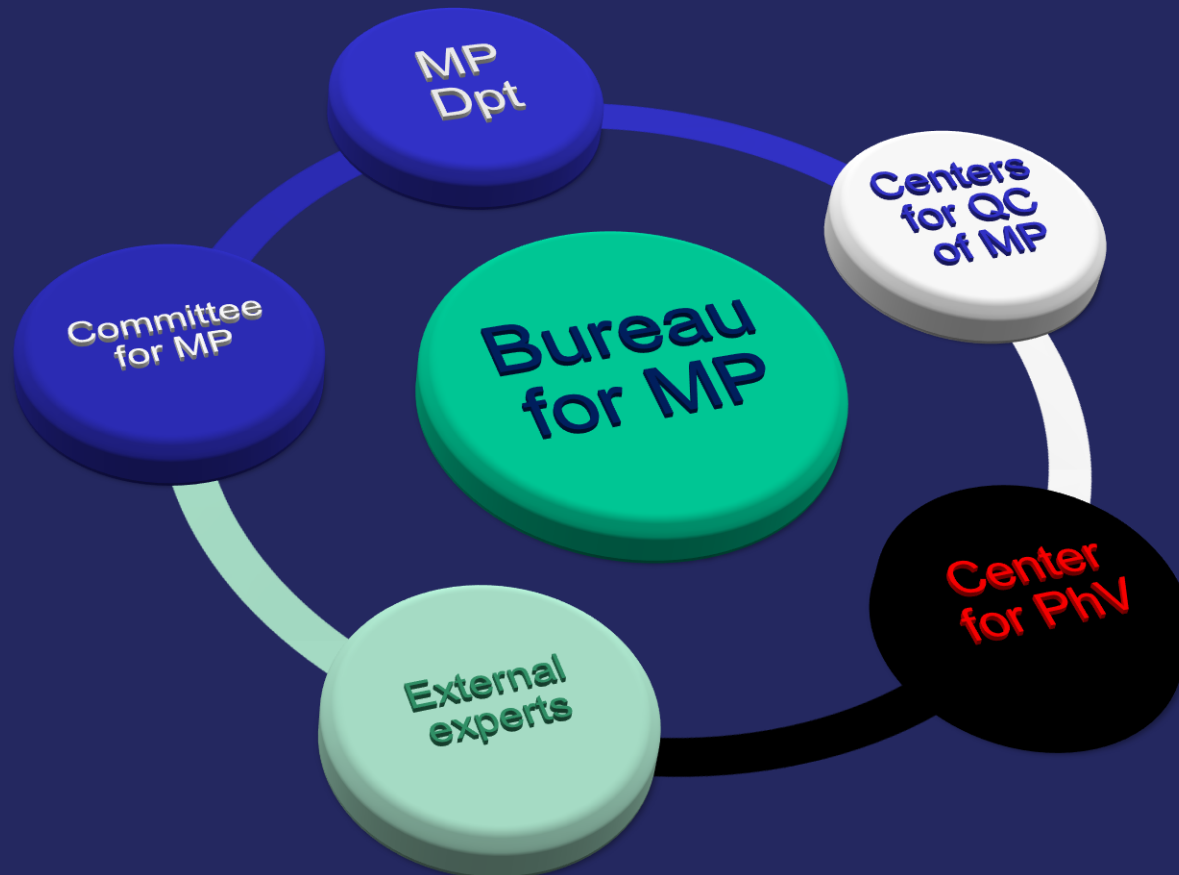 MP
Dpt
Centers
for QC
of MP
Committee
for MP
Bureau
for MP
Center
for PhV
External
experts